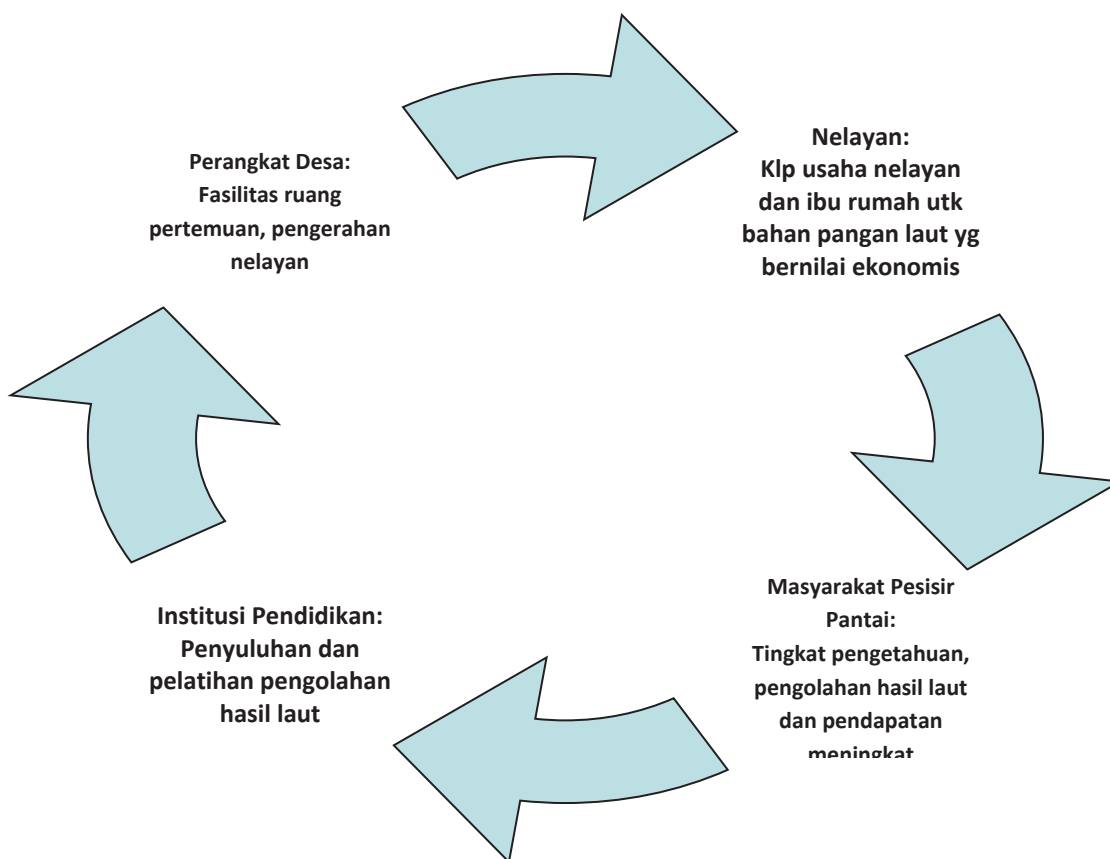 Perangkat Desa:
Fasilitas ruang
pertemuan, pengerahan
nelayan
Nelayan:
Klp usaha nelayan
dan ibu rumah utk
bahan pangan laut yg
bernilai ekonomis
Masyarakat Pesisir
Pantai:
Tingkat pengetahuan,
pengolahan hasil laut
dan pendapatan
meningkat
Institusi Pendidikan:
Penyuluhan dan
pelatihan pengolahan
hasil laut